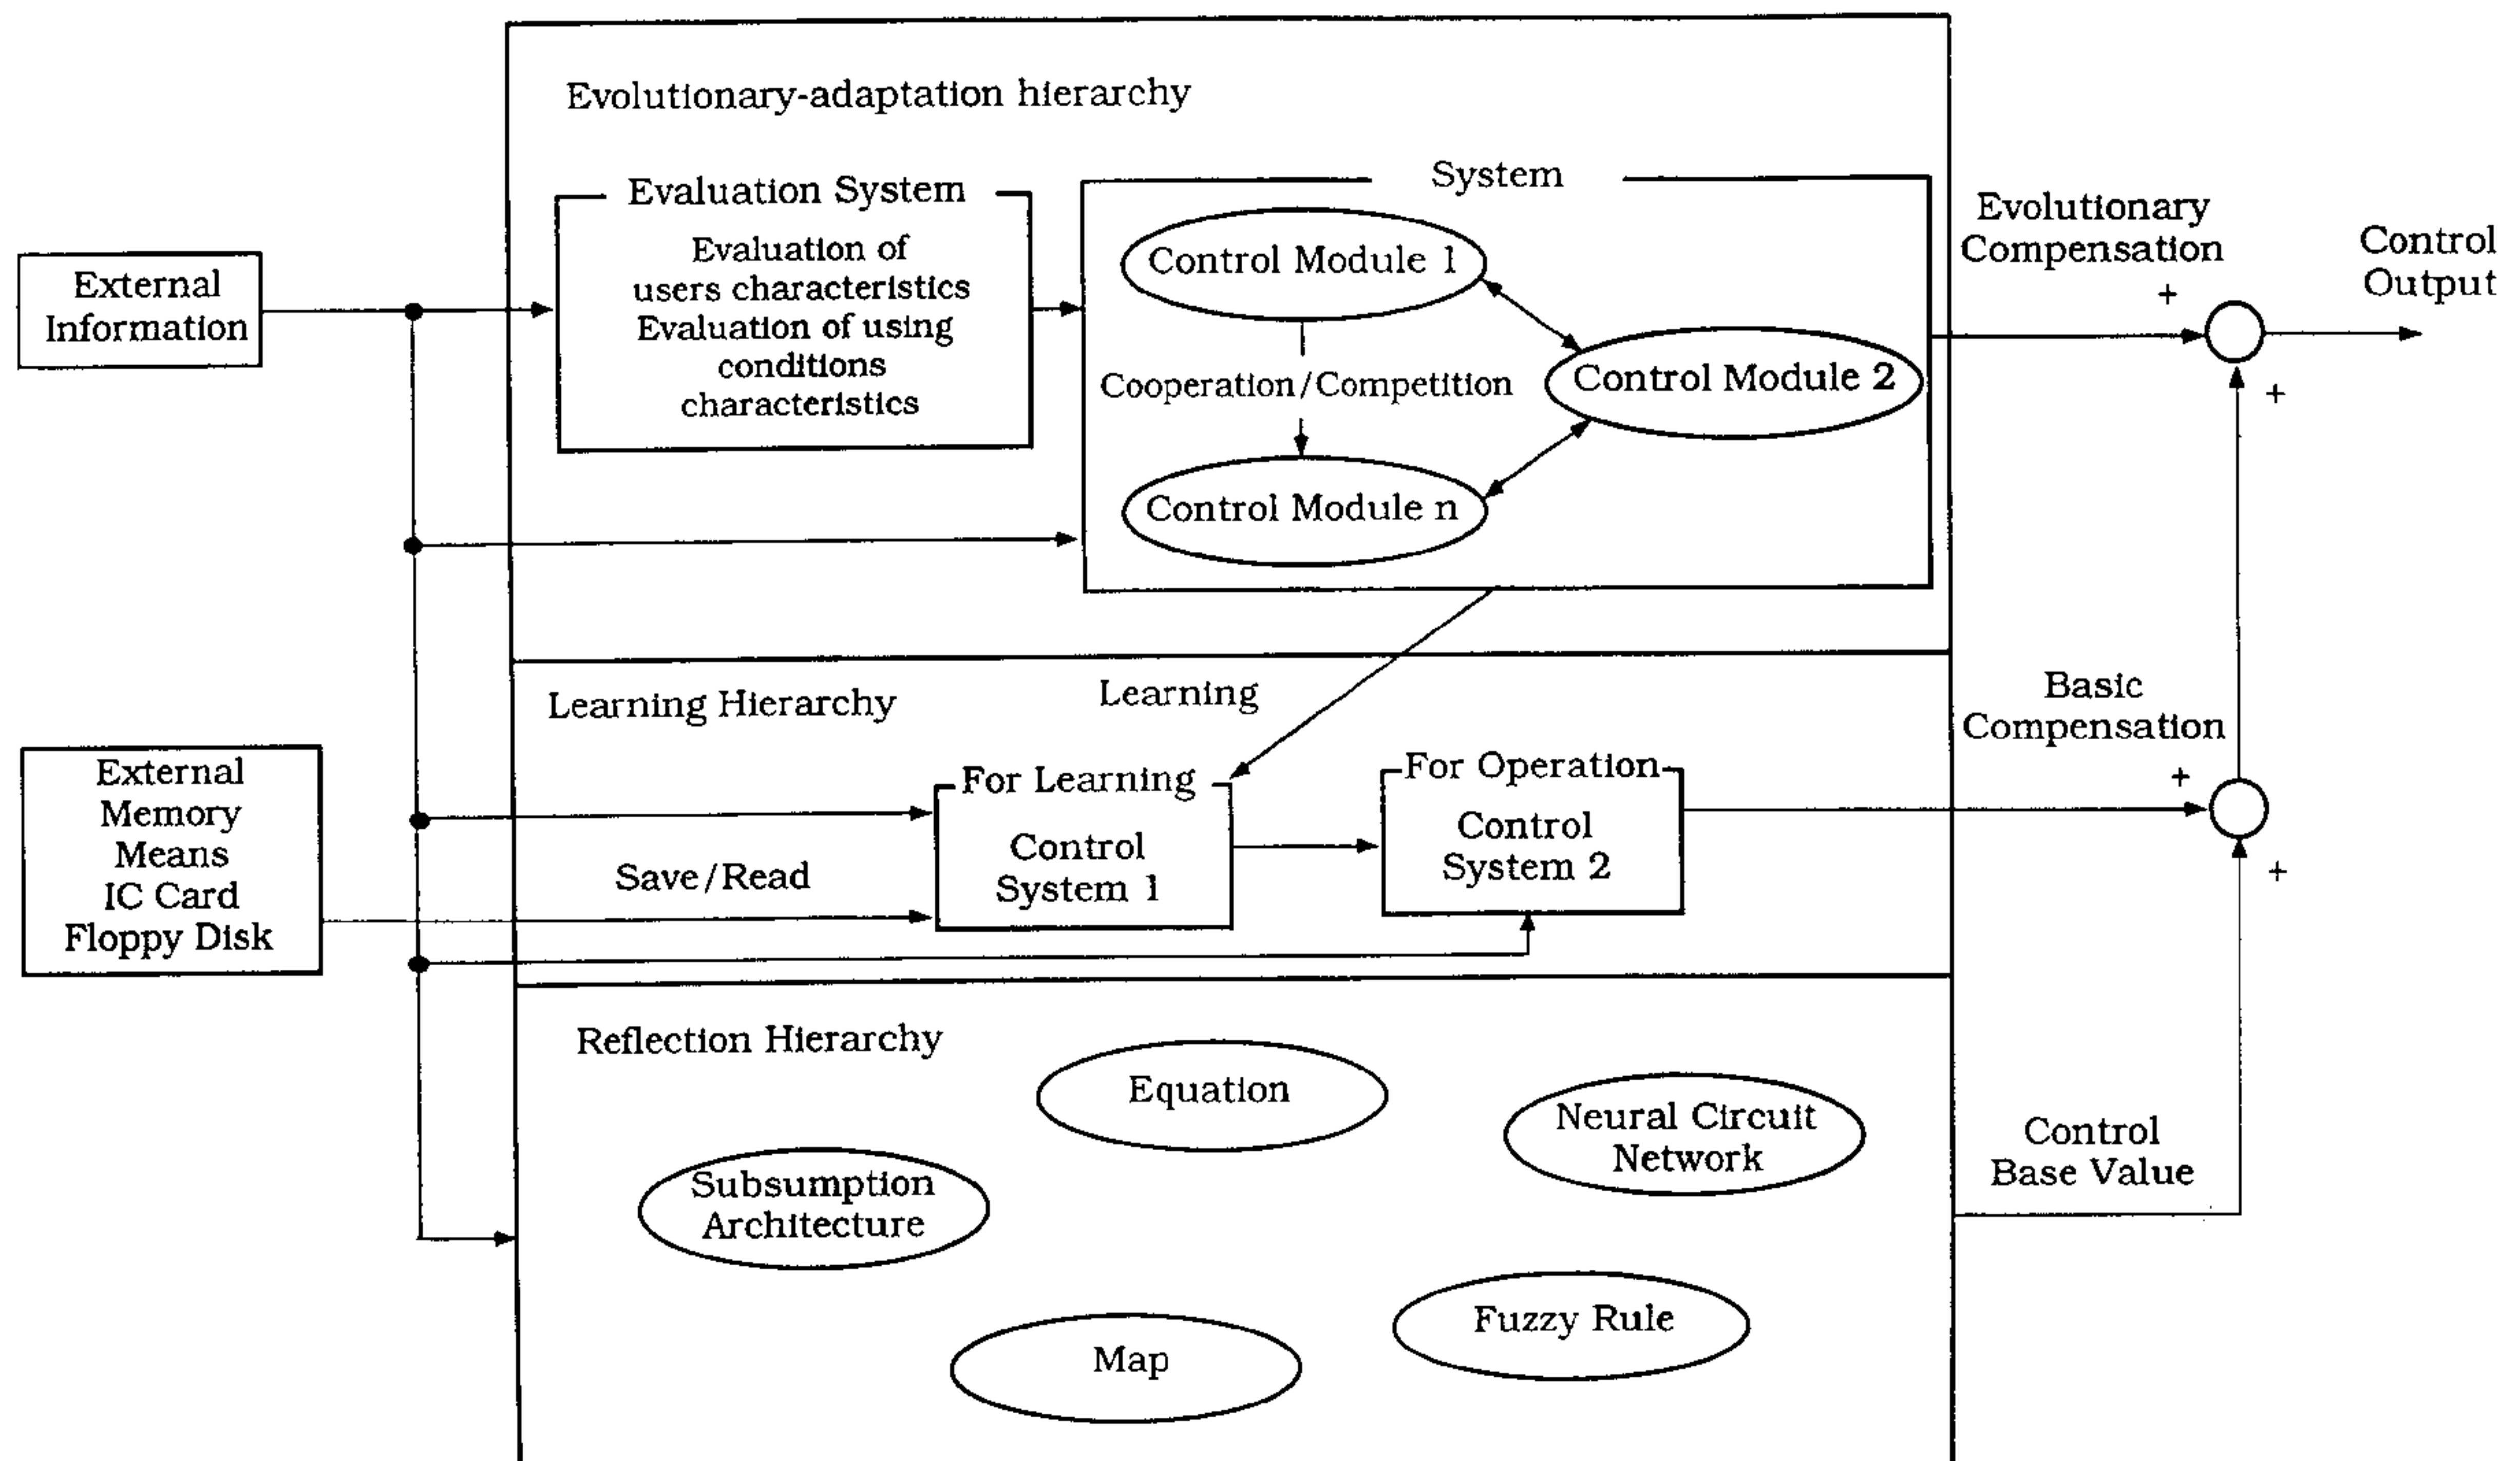 Evolutionary-adaptation hierarchy
Evaluation System
Evaluation of
users characteristics
Evaluation of using
conditions
characteristics
System
Control Module 1
Cooperation/Competition
Control Module 2
Control Module n
External
Information
Evolutionary
Compensation
+
+
Control
Output
Learning Hierarchy
Learning
For Learning
Control
System 1
For Operation
Control
System 2
Save/Read
External
Memory
Means
IC Card
Floppy Disk
Basic
Compensation
+
+
Reflection Hierarchy
Equation
Neural Circuit
Network
Subsumption
Architecture
Map
Fuzzy Rule
Control
Base Value